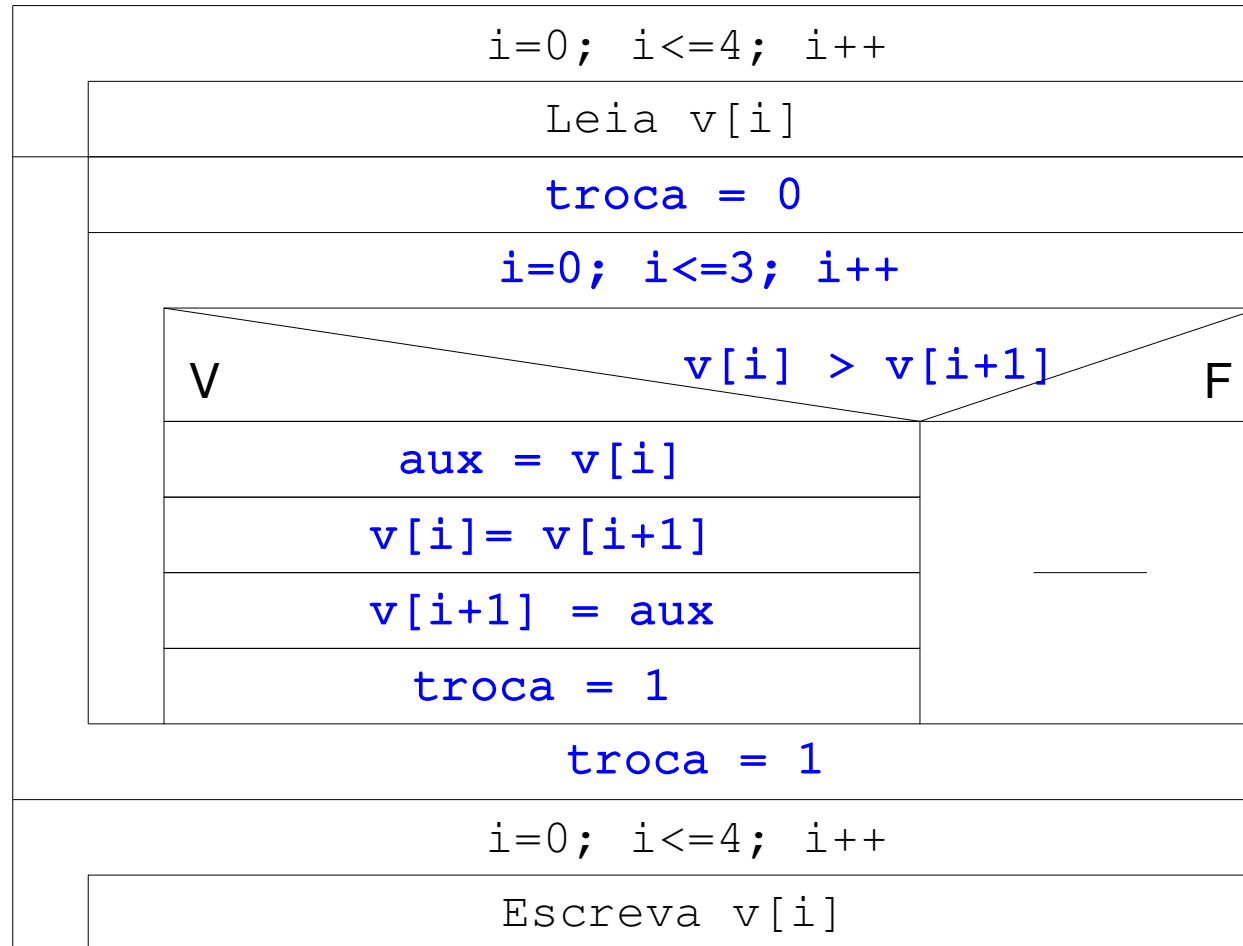 i=0; i<=4; i++
Leia v[i]
troca = 0
i=0; i<=3; i++
v[i] > v[i+1]
V F
aux = v[i]
v[i]= v[i+1]
v[i+1] = aux
troca = 1
troca = 1
i=0; i<=4; i++
Escreva v[i]